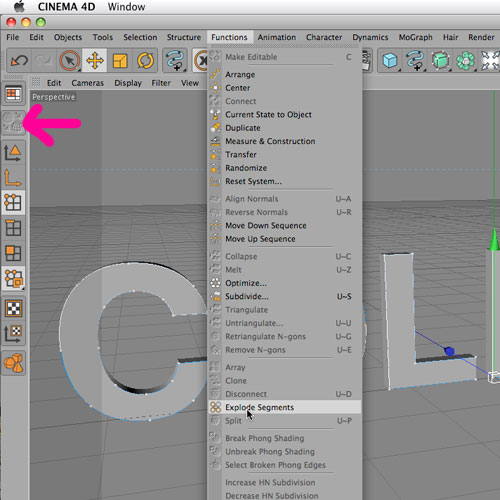 CINEMA 4D Window
File Edit Objects Tools Selection Structure Functions Animation Character Dynamics MoGraph Hair Render
Edit Cameras Display Filter View
Perspective
Make Editable C
Arrange
Center
Connect
Current State to Object
Duplicate
Measure & Construction
Transfer
Randomize
Reset System...
Align Normals U~A
Reverse Normals U~R
Move Down Sequence
Move Up Sequence
Collapse U~C
Melt U~Z
Optimize...
Subdivide... U~S
Triangulate
Untriangulate... U~U
Retriangulate N-gons U~G
Remove N-gons U~E
Array
Clone
Disconnect U~D
Explode Segments
Split U~P
Break Phong Shading
Unbreak Phong Shading
Select Broken Phong Edges
Increase HN Subdivision
Decrease HN Subdivision
C L